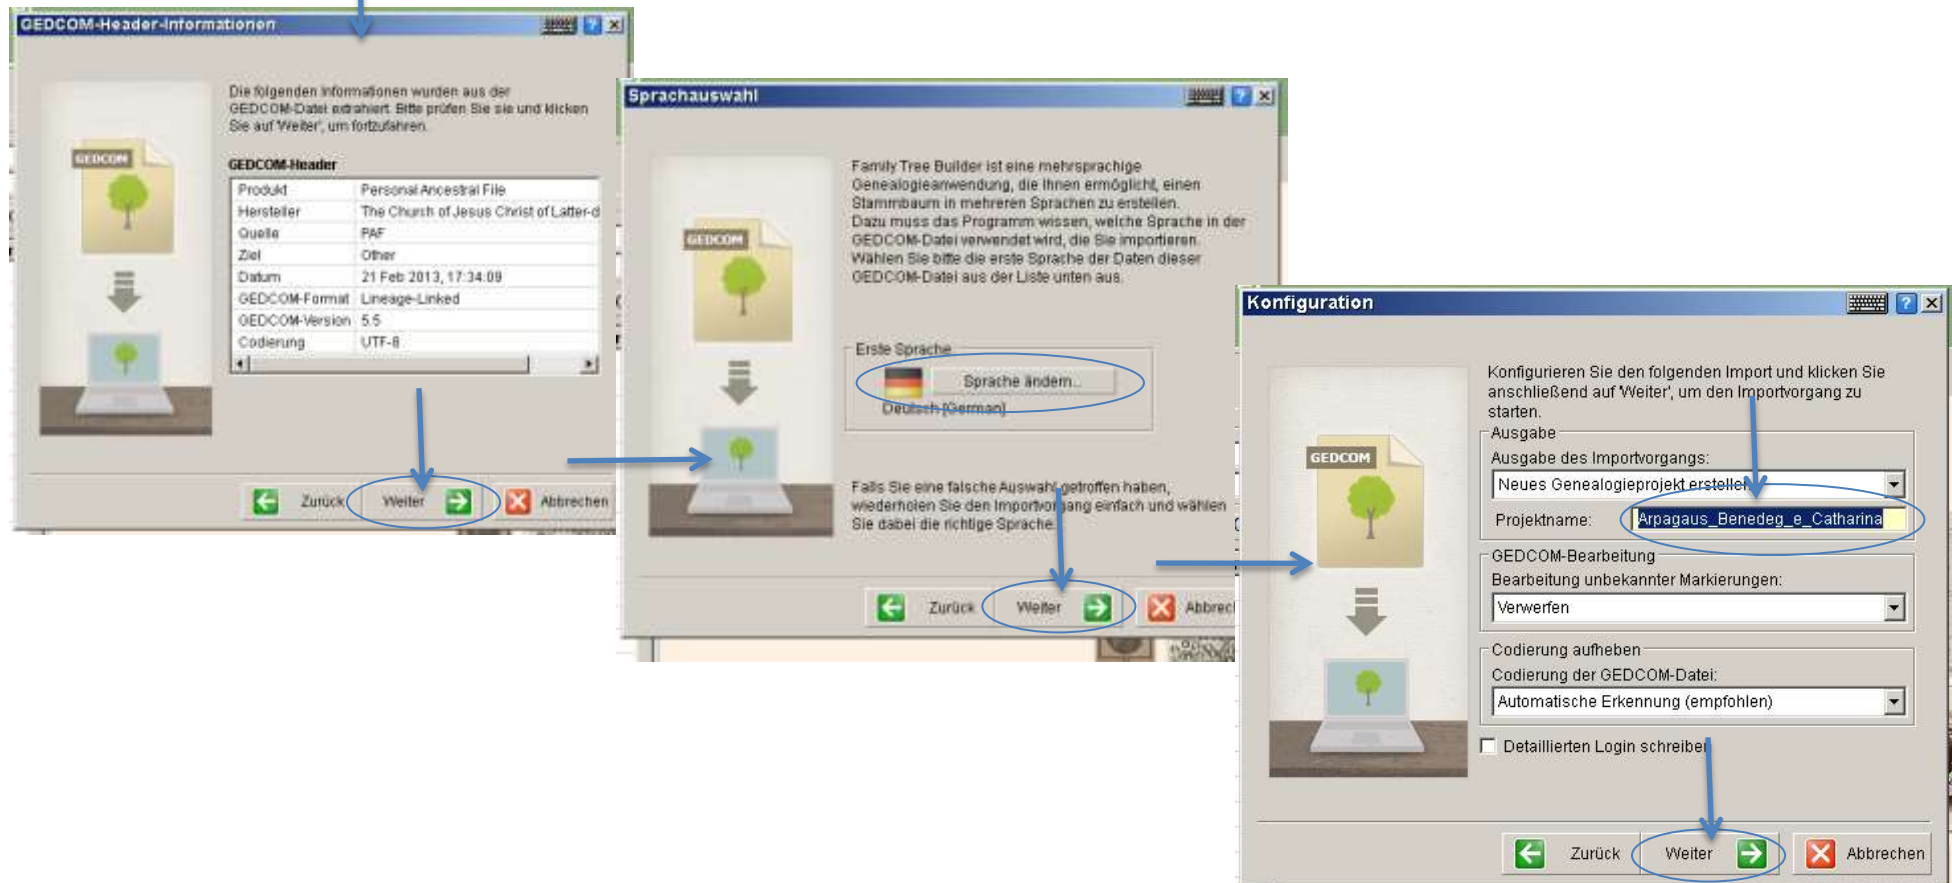 GEDCOM-Header-Informationen
Die folgenden Informationen wurden aus der
GEDCOM-Datei extrahiert. Bitte prüfen Sie sie und klicken
Sie auf 'Weiter', um fortzufahren.
GEDCOM
GEDCOM-Header
Produkt Personal Ancestral File
Hersteller The Church of Jesus Christ of Latter-d
Quelle PAF
Ziel Other
Datum 21 Feb 2013, 17:34:09
GEDCOM-Format Lineage-Linked
GEDCOM-Version 5.5
Codierung UTF-8
Zurück Weiter Abbrechen
Sprachauswahl
Family Tree Builder ist eine mehrsprachige
Genealogieanwendung, die Ihnen ermöglicht, einen
Stammbaum in mehreren Sprachen zu erstellen.
Dazu muss das Programm wissen, welche Sprache in der
GEDCOM-Datei verwendet wird, die Sie importieren.
Wählen Sie bitte die erste Sprache der Daten dieser
GEDCOM-Datei aus der Liste unten aus.
GEDCOM
Erste Sprache
Sprache ändern...
Deutsch [German]
Falls Sie eine falsche Auswahl getroffen haben,
wiederholen Sie den Importvorgang einfach und wählen
Sie dabei die richtige Sprache.
Zurück Weiter Abbrec
Konfiguration
Konfigurieren Sie den folgenden Import und klicken Sie
anschließend auf 'Weiter', um den Importvorgang zu
starten.
GEDCOM
Ausgabe
Ausgabe des Importvorgangs:
Neues Genealogieprojekt erstellen
Projektname: Arpagaus_Benedeg_e_Catharina
GEDCOM-Bearbeitung
Bearbeitung unbekannter Markierungen:
Verwerfen
Codierung aufheben
Codierung der GEDCOM-Datei:
Automatische Erkennung (empfohlen)
Detaillierten Login schreiben
Zurück Weiter Abbrechen